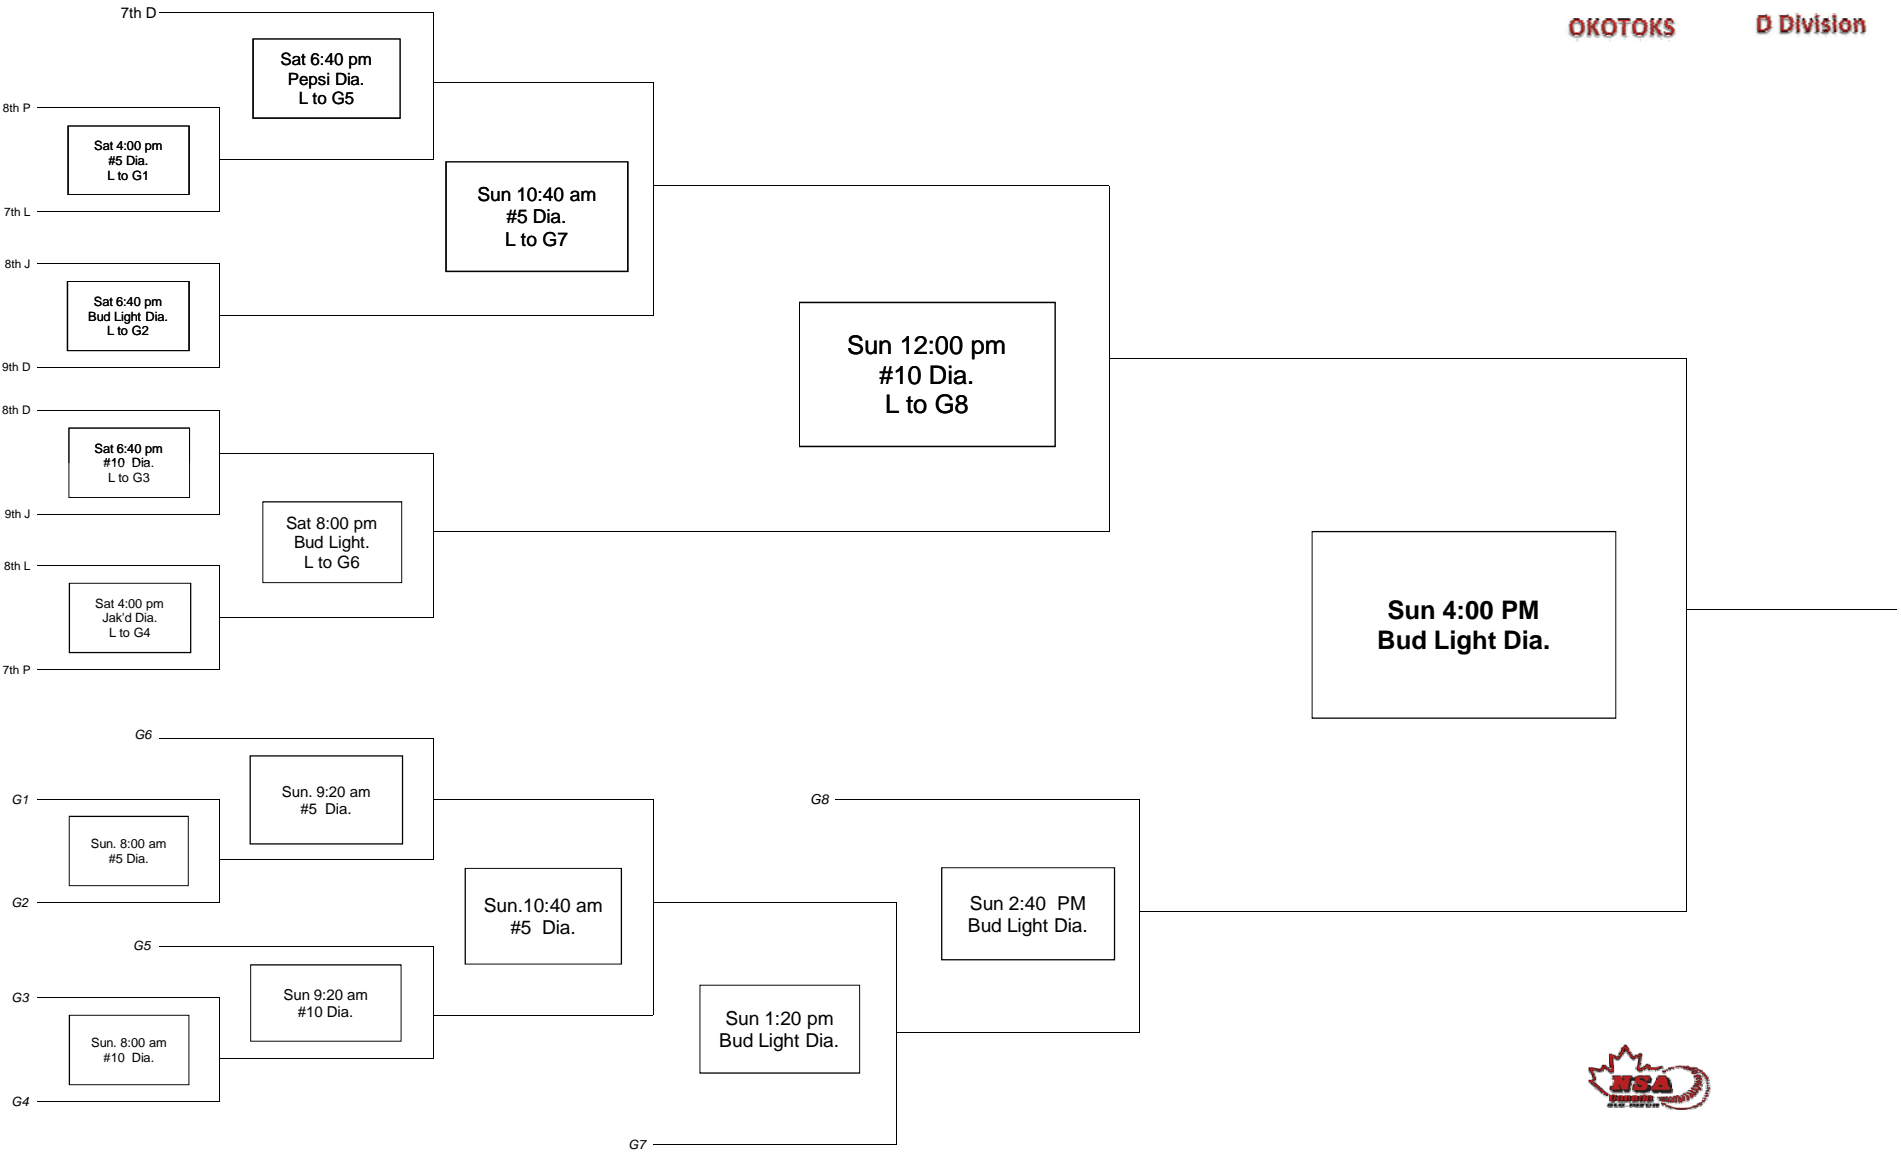 OKOTOKS
D Division
7th D
Sat 6:40 pm
Pepsi Dia.
L to G5
8th P
Sat 4:00 pm
#5 Dia.
L to G1
7th L
Sun 10:40 am
#5 Dia.
L to G7
8th J
Sat 6:40 pm
Bud Light Dia.
L to G2
9th D
Sun 12:00 pm
#10 Dia.
L to G8
8th D
Sat 6:40 pm
#10 Dia.
L to G3
9th J
Sat 8:00 pm
Bud Light.
L to G6
8th L
Sat 4:00 pm
Jak'd Dia.
L to G4
7th P
Sun 4:00 PM
Bud Light Dia.
G6
Sun. 9:20 am
#5 Dia.
G1
Sun. 8:00 am
#5 Dia.
G2
G8
Sun.10:40 am
#5 Dia.
Sun 2:40 PM
Bud Light Dia.
G5
Sun 9:20 am
#10 Dia.
G3
Sun. 8:00 am
#10 Dia.
G4
Sun 1:20 pm
Bud Light Dia.
G7
NSA
Canada